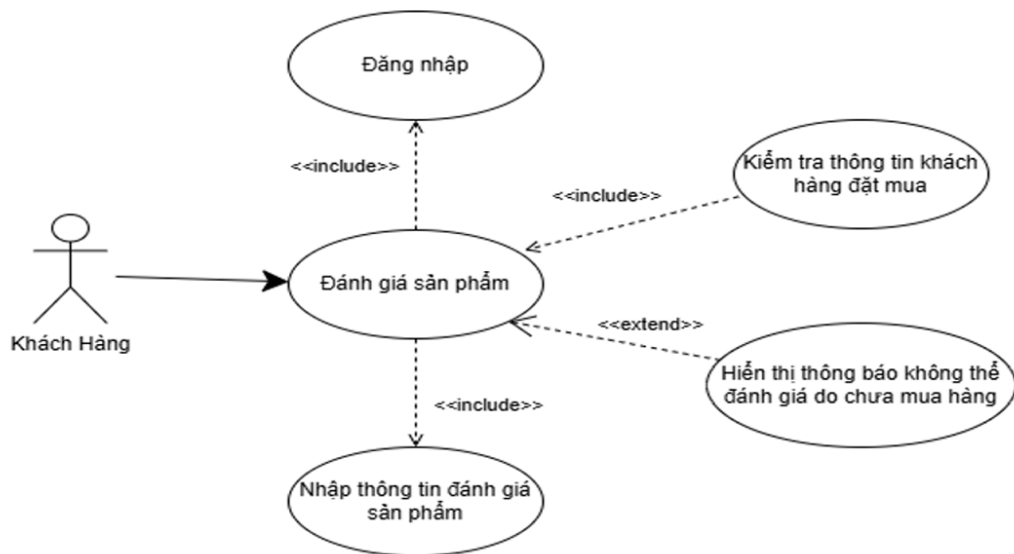 Đăng nhập
<<include>>
Kiểm tra thông tin khách
hàng đặt mua
<<include>>
Đánh giá sản phẩm
Khách Hàng
<<extend>>
Hiển thị thông báo không thể
đánh giá do chưa mua hàng
<<include>>
Nhập thông tin đánh giá
sản phẩm